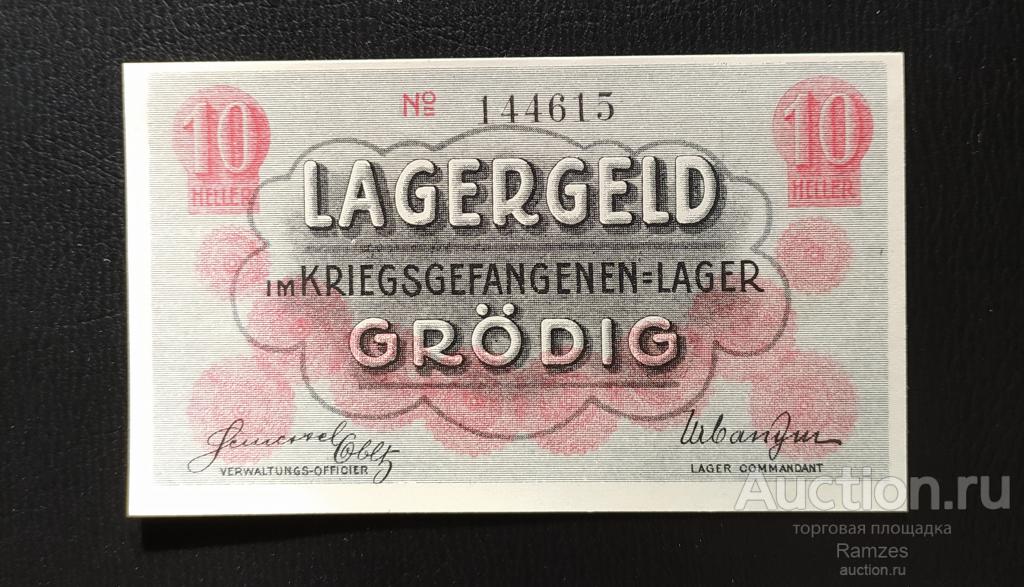 10 HELLER
№ 144615
10 HELLER
LAGERGELD
IM KRIEGSGEFANGENEN=LAGER
GRÖDIG
Oblt
VERWALTUNGS-OFFICIER
LAGER COMMANDANT
Auction.ru
торговая площадка
Ramzes
auction.ru